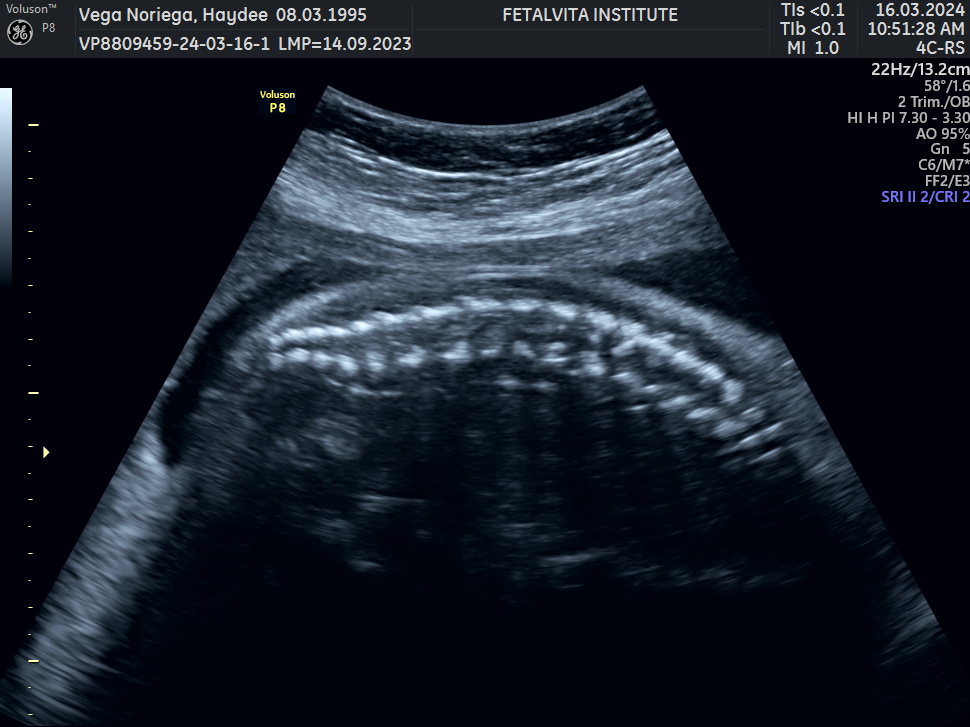 Voluson™
Vega Noriega, Haydee 08.03.1995
FETALVITA INSTITUTE
TIs <0.1
16.03.2024
P8
TIb <0.1
10:51:28 AM
VP8809459-24-03-16-1 LMP=14.09.2023
MI 1.0
4C-RS
22Hz/13.2cm
58°/1.6
2 Trim./OB
HI H PI 7.30 - 3.30
AO 95%
Gn 5
C6/M7*
FF2/E3
SRI II 2/CRI 2
Voluson
P8